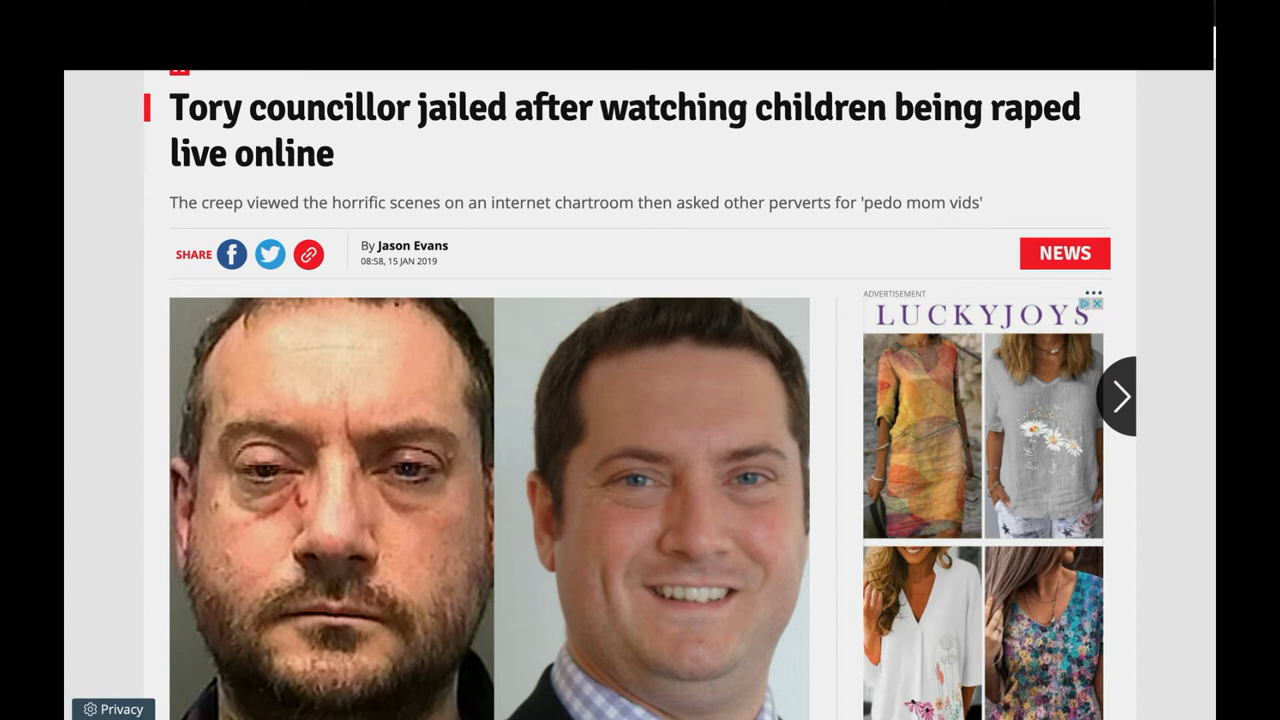 Tory councillor jailed after watching children being raped
live online
The creep viewed the horrific scenes on an internet chartroom then asked other perverts for 'pedo mom vids'
SHARE
By Jason Evans
08:58, 15 JAN 2019
NEWS
ADVERTISEMENT
LUCKYJOYS
Privacy